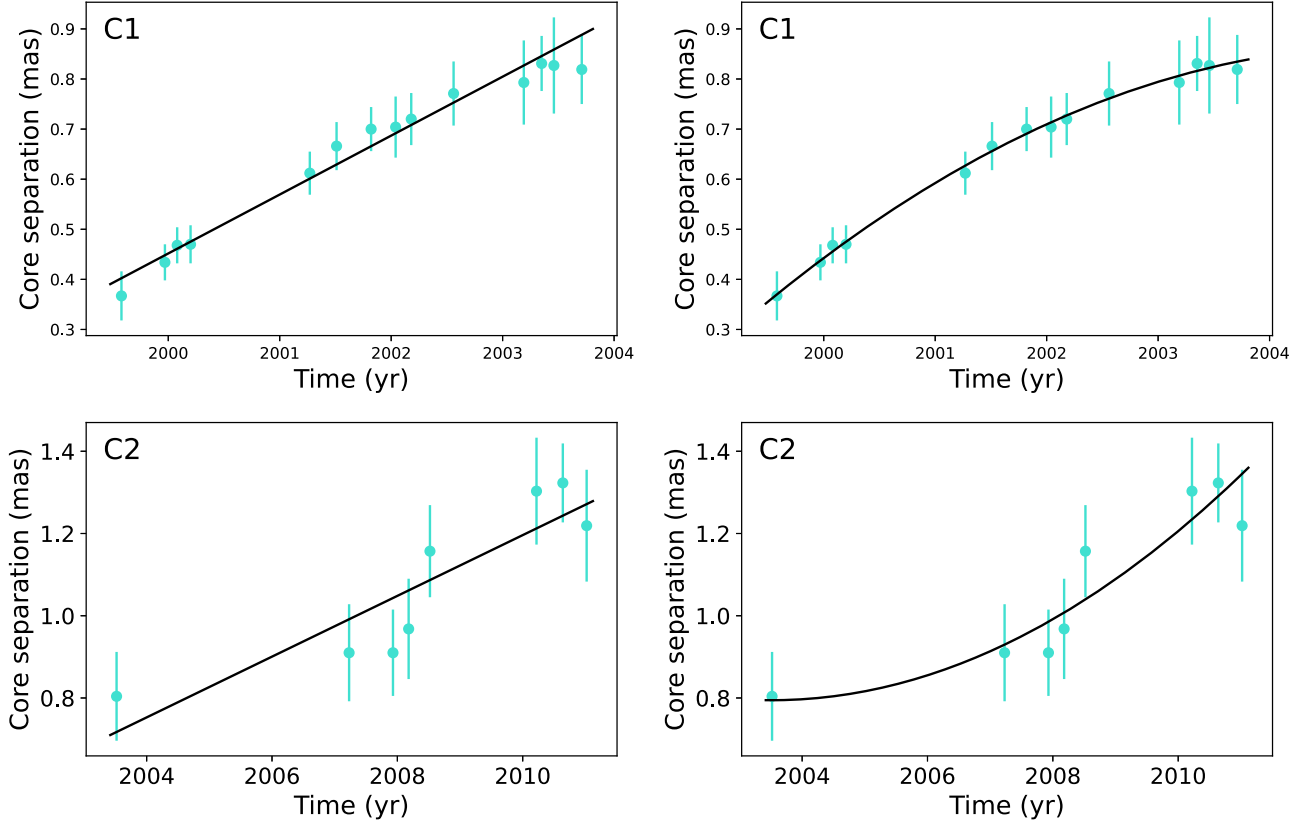 C1
Core separation (mas)
0.9
0.8
0.7
0.6
0.5
0.4
0.3
2000 2001 2002 2003 2004
Time (yr)
C1
Core separation (mas)
0.9
0.8
0.7
0.6
0.5
0.4
0.3
2000 2001 2002 2003 2004
Time (yr)
C2
Core separation (mas)
1.4
1.2
1.0
0.8
2004 2006 2008 2010
Time (yr)
C2
Core separation (mas)
1.4
1.2
1.0
0.8
2004 2006 2008 2010
Time (yr)